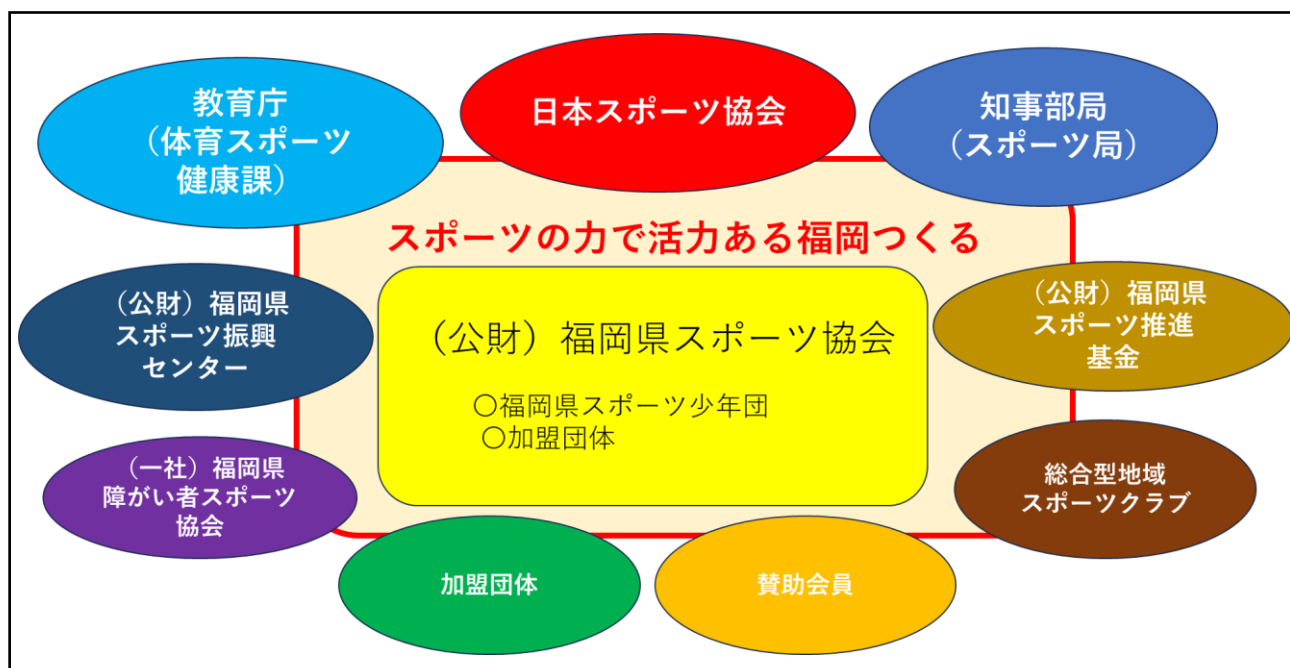 教育庁
（体育スポーツ
健康課）
日本スポーツ協会
知事部局
（スポーツ局）
スポーツの力で活力ある福岡つくる
（公財）福岡県
スポーツ振興
センター
（公財）福岡県スポーツ協会
〇福岡県スポーツ少年団
〇加盟団体
（公財）福岡県
スポーツ推進
基金
（一社）福岡県
障がい者スポーツ
協会
総合型地域
スポーツクラブ
加盟団体
賛助会員